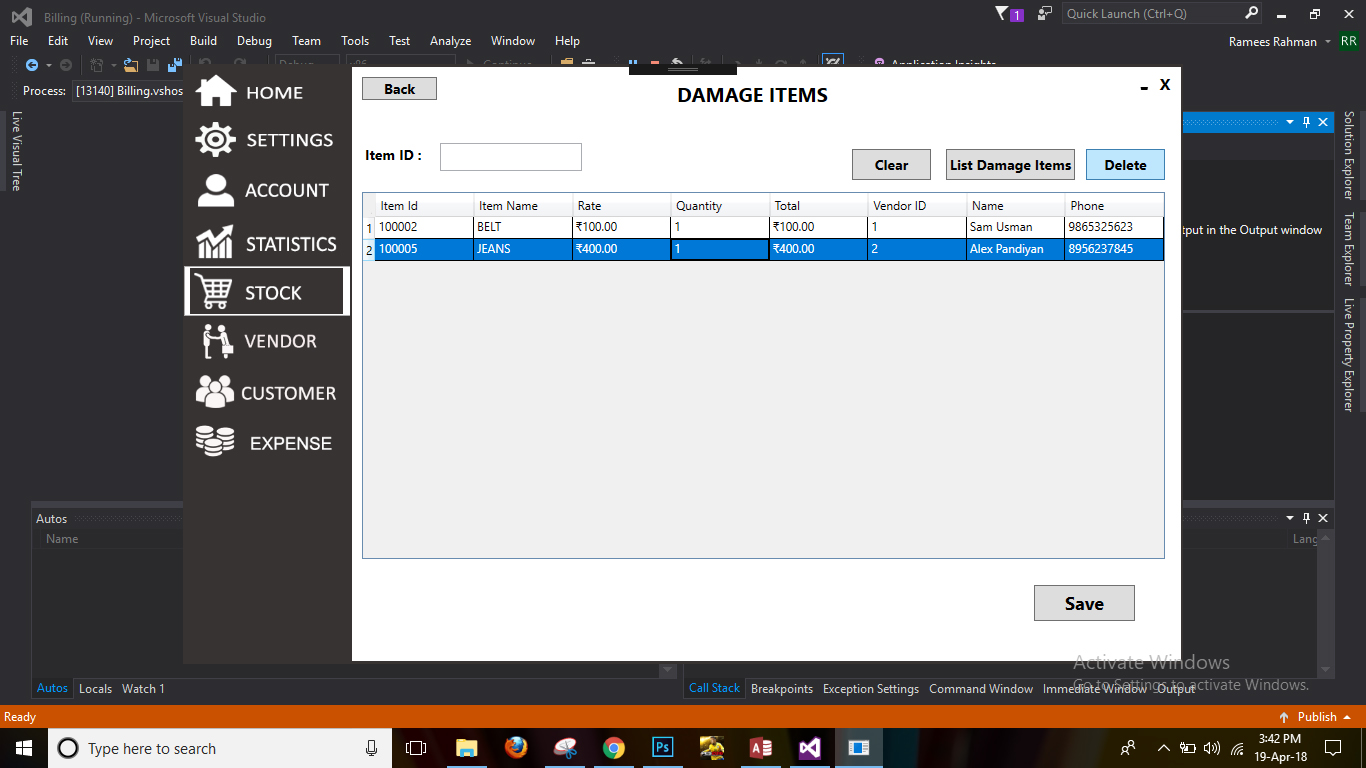 Billing (Running) - Microsoft Visual Studio
1
Quick Launch (Ctrl+Q)
File Edit View Project Build Debug Team Tools Test Analyze Window Help
Ramees Rahman RR
Debug x86 Continue Application Insights
Process: [13140] Billing.vshos
Live Visual Tree
HOME
SETTINGS
ACCOUNT
STATISTICS
STOCK
VENDOR
CUSTOMER
EXPENSE
Back
DAMAGE ITEMS
- X
Item ID :
Clear
List Damage Items
Delete
Item Id Item Name Rate Quantity Total Vendor ID Name Phone
1 100002 BELT ₹100.00 1 ₹100.00 1 Sam Usman 9865325623
2 100005 JEANS ₹400.00 1 ₹400.00 2 Alex Pandiyan 8956237845
Save
tput in the Output window
Solution Explorer
Team Explorer
Live Property Explorer
Autos
Name
Lang
Autos Locals Watch 1
Call Stack Breakpoints Exception Settings Command Window Immediate Window Output
Activate Windows
Go to Settings to activate Windows.
Ready
Publish
Type here to search
Ps
3:42 PM
19-Apr-18